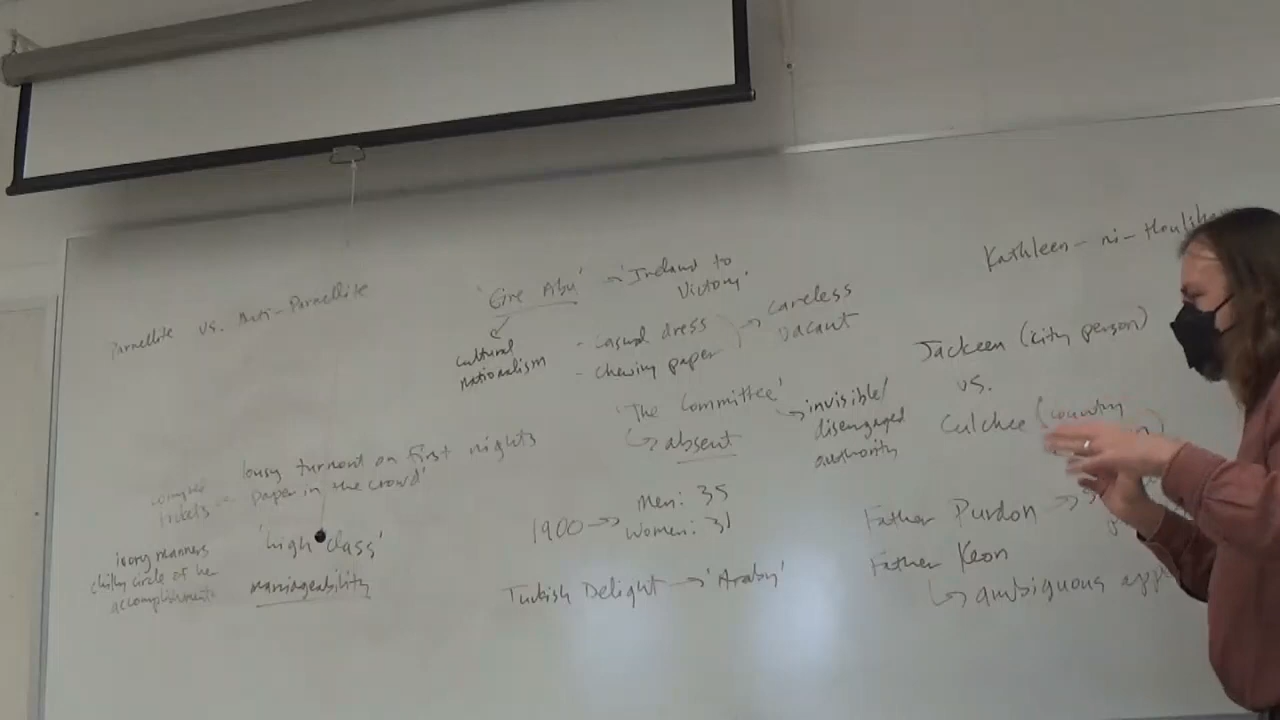 Parnellite vs. Anti-Parnellite
'Eire Abu' → 'Ireland to
Victory'
cultural
nationalism
- casual dress
- chewing paper
→ careless
vacant
'The Committee'
↳ absent
↳ invisible/
disengaged
authority
lousy turnout on first nights
paper in the crowd'
'high class'
marriageability
ivory manners
chilly circle of her
accomplishments
1900 → Men: 35
Women: 31
Turkish Delight → 'Araby'
Kathleen-ni-Houlihan
Jackeen (city person)
vs.
Culchee (country
Father Purdon →
Father Keon
↳ ambiguous